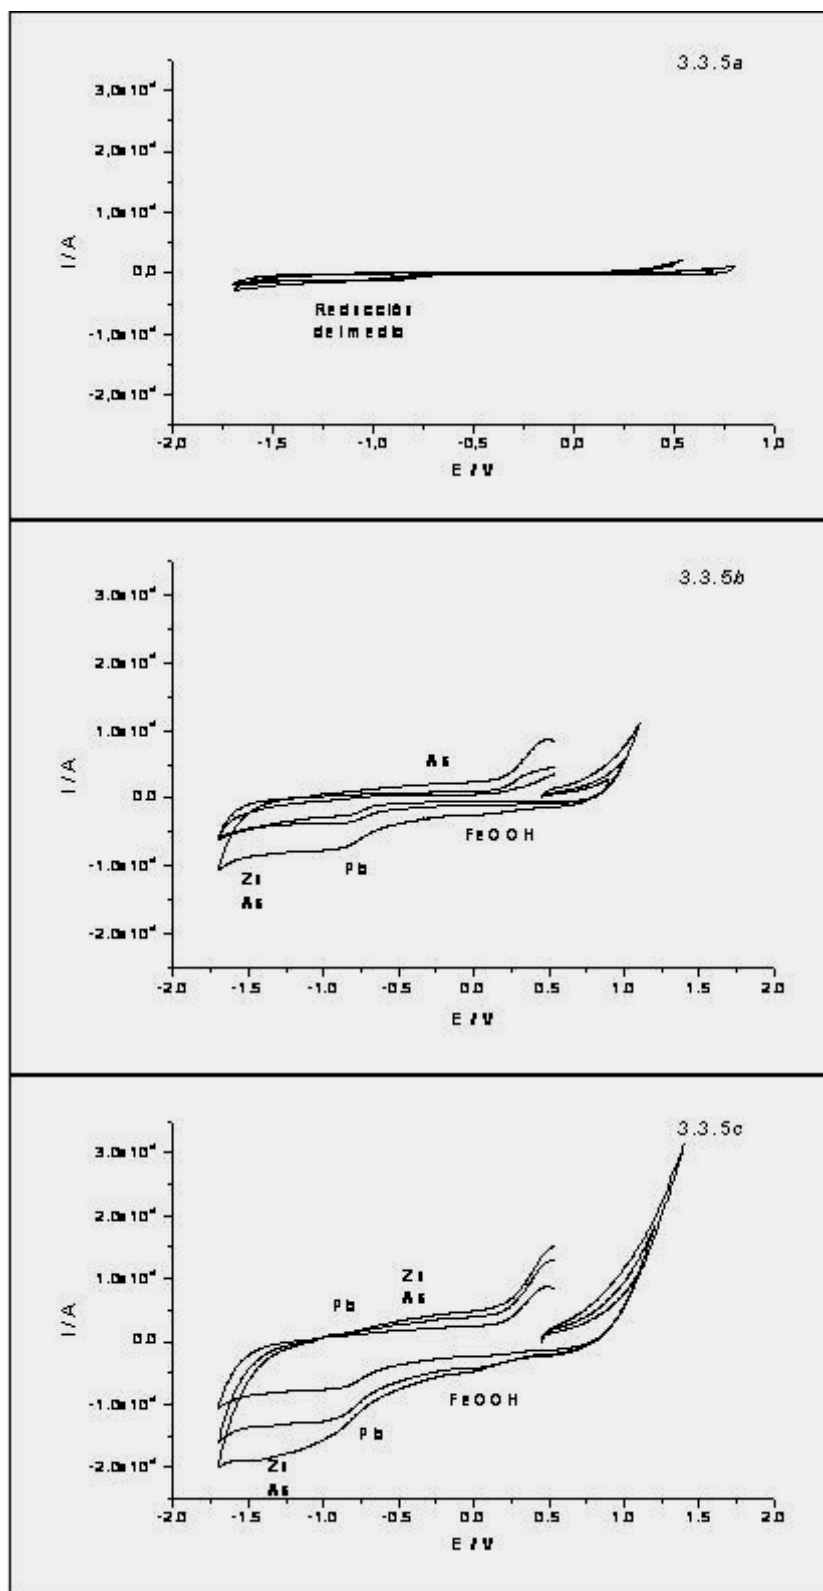 3.3.5a
3,0x10⁻⁴
2,0x10⁻⁴
1,0x10⁻⁴
0,0
-1,0x10⁻⁴
-2,0x10⁻⁴
I / A
Reducción
del medio
-2,0 -1,5 -1,0 -0,5 0,0 0,5 1,0
E / V
3.3.5b
3.0x10⁻⁴
2.0x10⁻⁴
1.0x10⁻⁴
0.0
-1.0x10⁻⁴
-2.0x10⁻⁴
I / A
As
FeOOH
Pb
Zn
As
-2.0 -1.5 -1.0 -0.5 0.0 0.5 1.0 1.5 2.0
E / V
3.3.5c
3.0x10⁻⁴
2.0x10⁻⁴
1.0x10⁻⁴
0.0
-1.0x10⁻⁴
-2.0x10⁻⁴
I / A
Zn
As
Pb
FeOOH
Pb
Zn
As
-2.0 -1.5 -1.0 -0.5 0.0 0.5 1.0 1.5 2.0
E / V